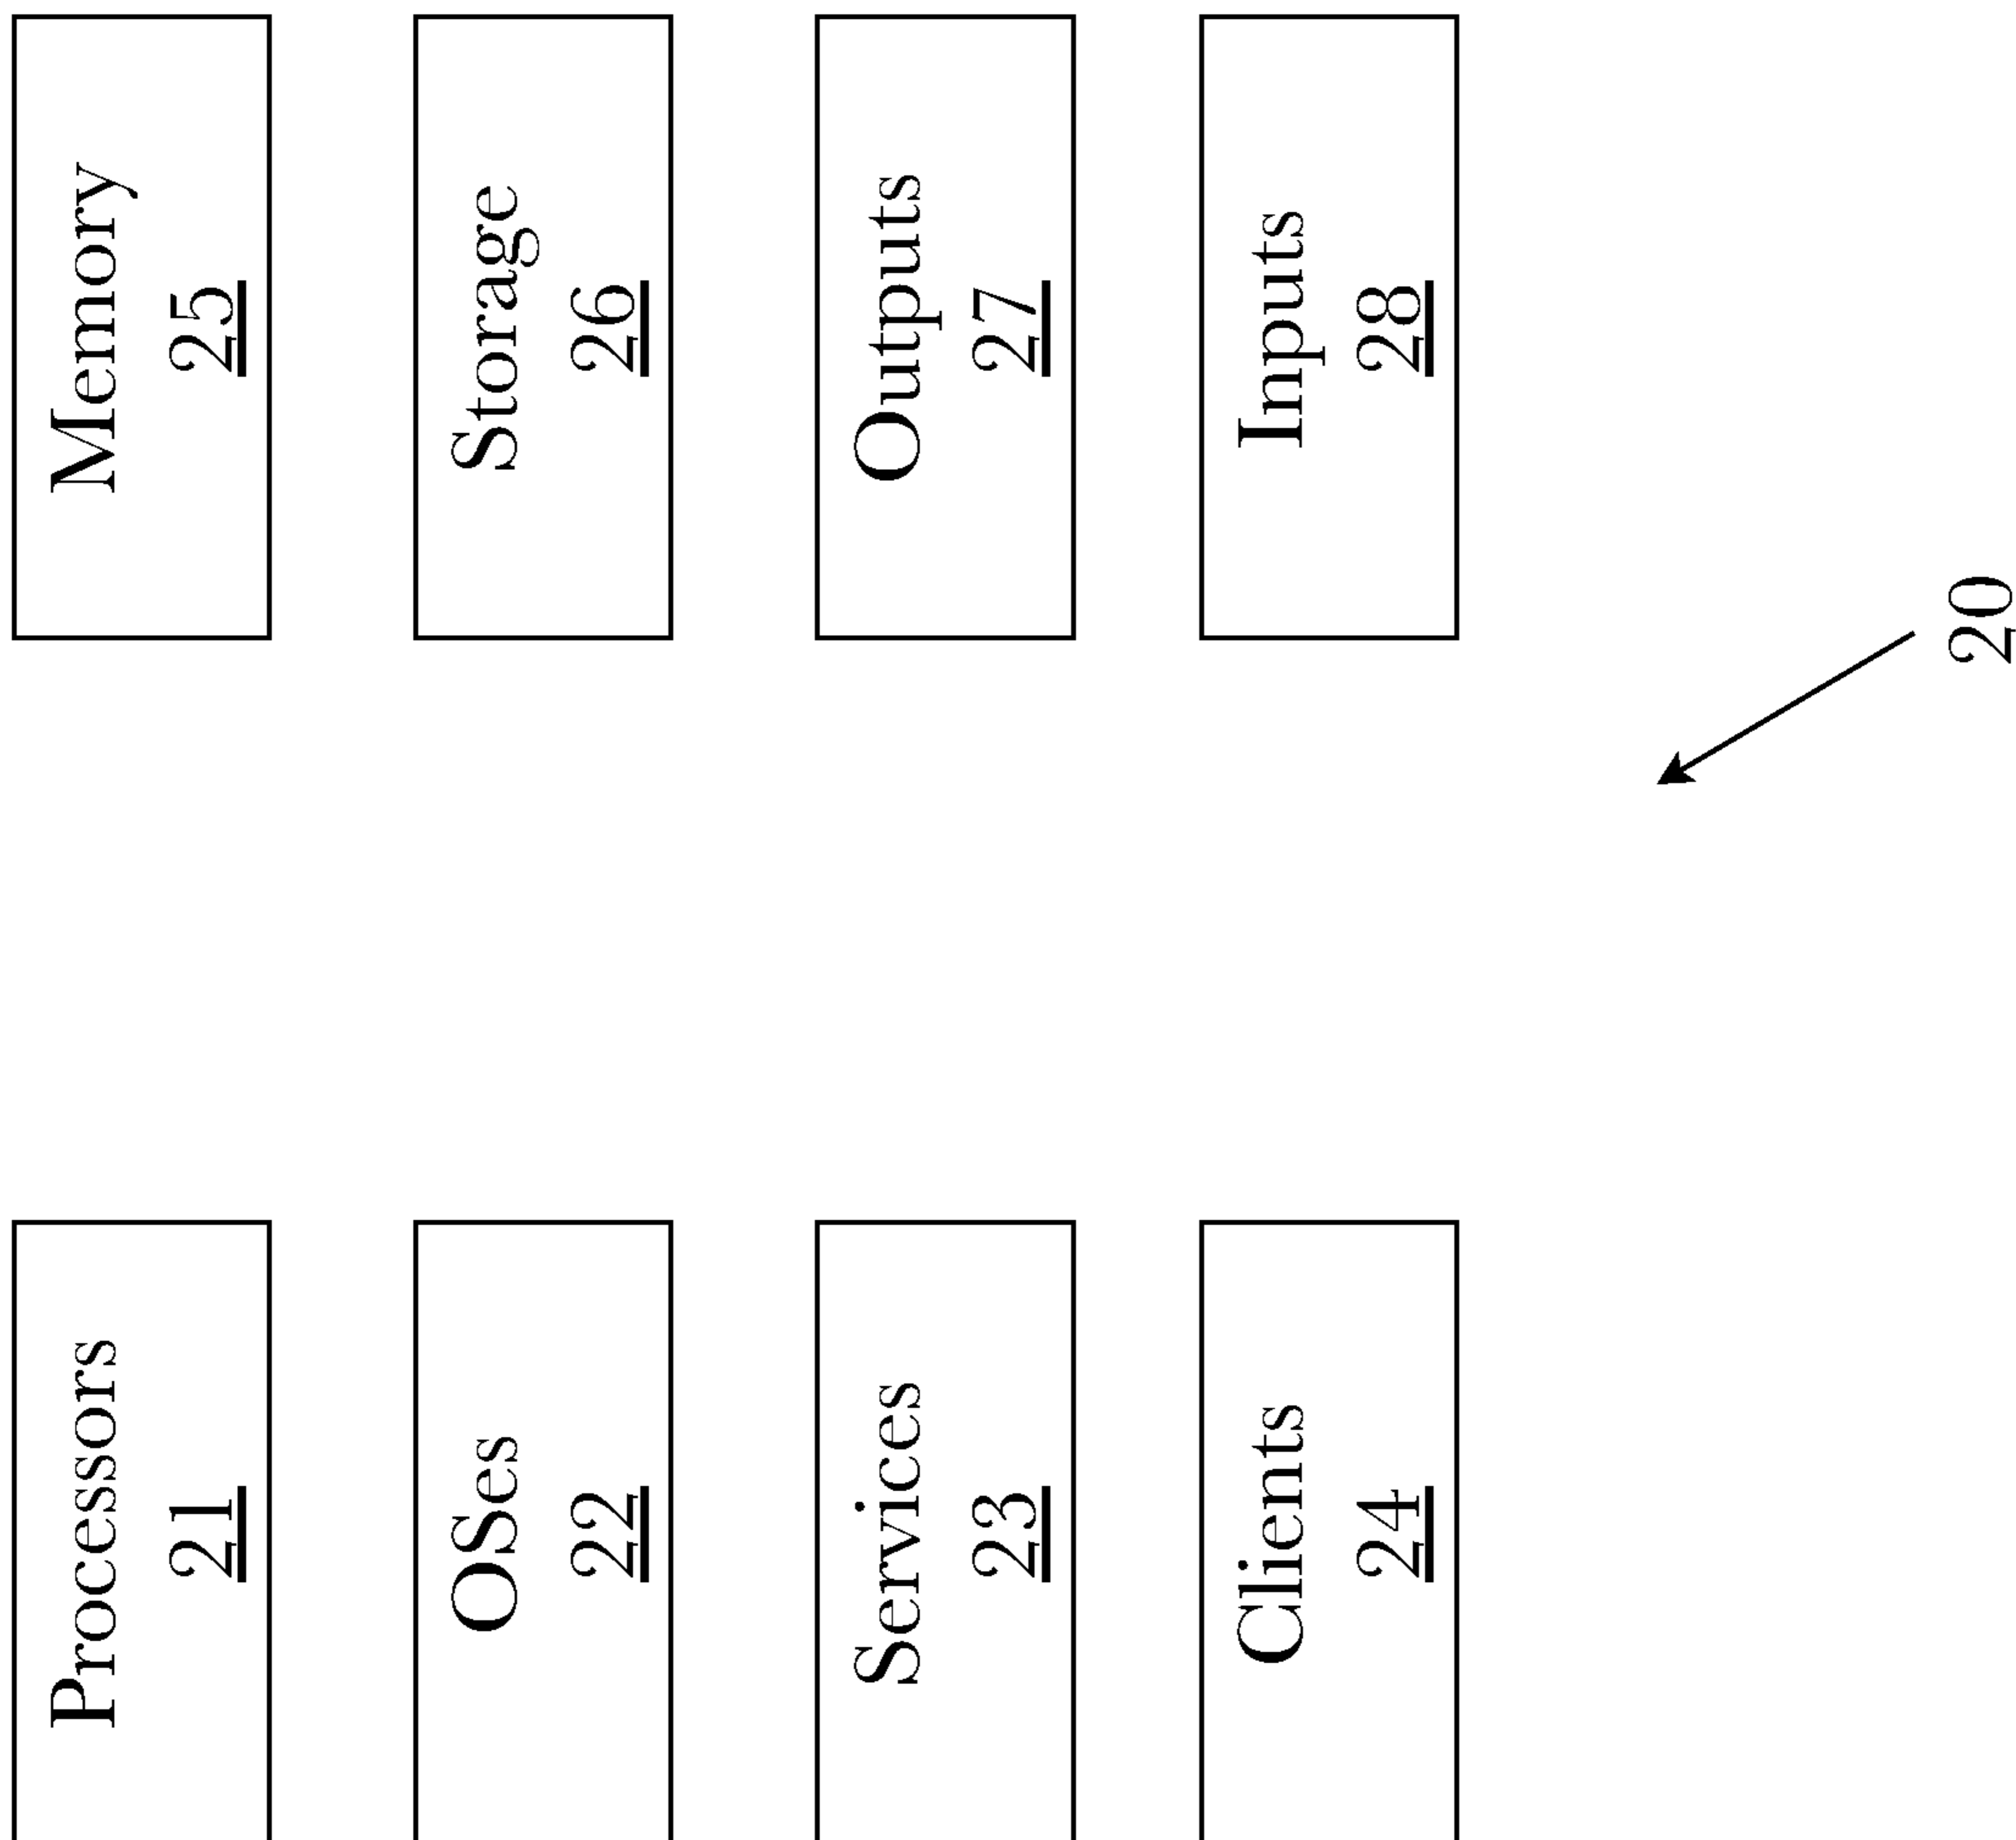 Processors
21
Memory
25
OSes
22
Storage
26
Services
23
Outputs
27
Clients
24
Inputs
28
20